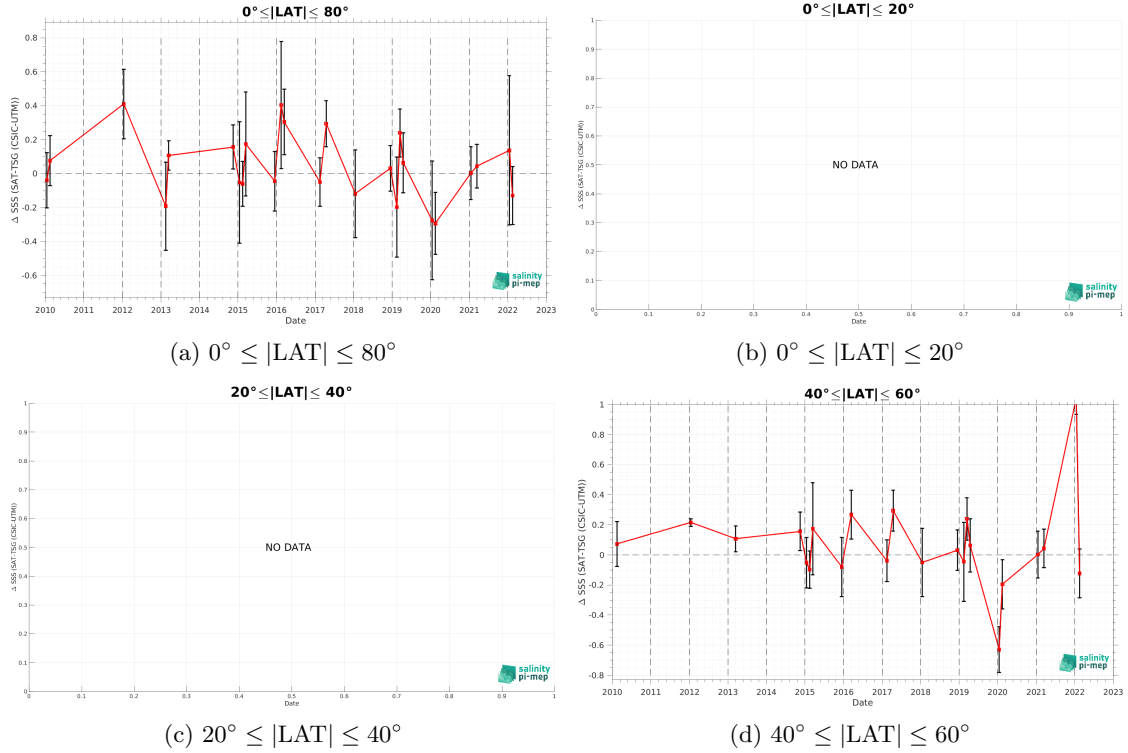 0°≤|LAT|≤ 80°
Δ SSS (SAT-TSG (CSIC-UTM))
0.8
0.6
0.4
0.2
0
-0.2
-0.4
-0.6
2010 2011 2012 2013 2014 2015 2016 2017 2018 2019 2020 2021 2022 2023
Date
salinity
pi-mep
(a) 0° ≤ |LAT| ≤ 80°
0°≤|LAT|≤ 20°
Δ SSS (SAT-TSG (CSIC-UTM))
1
0.9
0.8
0.7
0.6
0.5
0.4
0.3
0.2
0.1
0
NO DATA
0 0.1 0.2 0.3 0.4 0.5 0.6 0.7 0.8 0.9 1
Date
salinity
pi-mep
(b) 0° ≤ |LAT| ≤ 20°
20°≤|LAT|≤ 40°
Δ SSS (SAT-TSG (CSIC-UTM))
1
0.9
0.8
0.7
0.6
0.5
0.4
0.3
0.2
0.1
0
NO DATA
0 0.1 0.2 0.3 0.4 0.5 0.6 0.7 0.8 0.9 1
Date
salinity
pi-mep
(c) 20° ≤ |LAT| ≤ 40°
40°≤|LAT|≤ 60°
Δ SSS (SAT-TSG (CSIC-UTM))
1
0.8
0.6
0.4
0.2
0
-0.2
-0.4
-0.6
-0.8
2010 2011 2012 2013 2014 2015 2016 2017 2018 2019 2020 2021 2022 2023
Date
salinity
pi-mep
(d) 40° ≤ |LAT| ≤ 60°